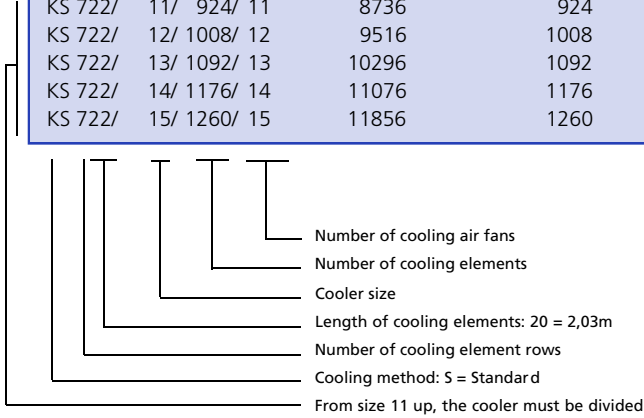 KS 722/ 11/ 924/ 11 8736 924
KS 722/ 12/ 1008/ 12 9516 1008
KS 722/ 13/ 1092/ 13 10296 1092
KS 722/ 14/ 1176/ 14 11076 1176
KS 722/ 15/ 1260/ 15 11856 1260
Number of cooling air fans
Number of cooling elements
Cooler size
Length of cooling elements: 20 = 2,03m
Number of cooling element rows
Cooling method: S = Standard
From size 11 up, the cooler must be divided